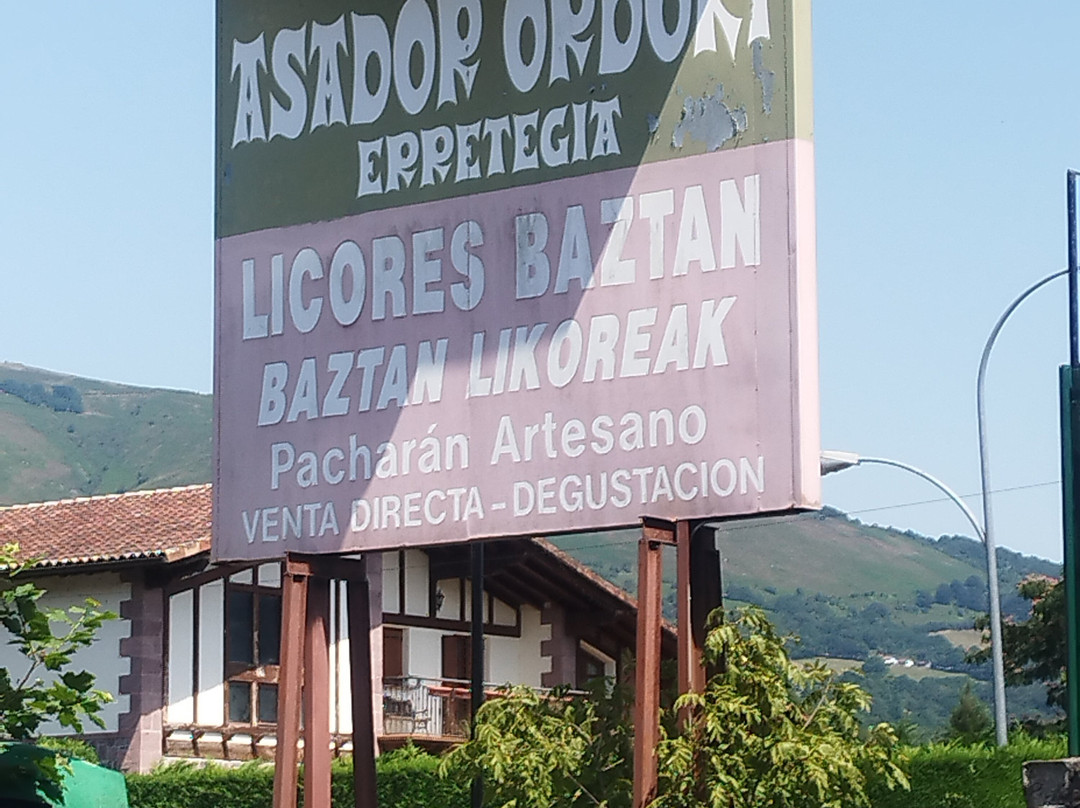 ASADOR ORDOKI
ERRETEGIA
LICORES BAZTAN
BAZTAN LIKOREAK
Pacharán Artesano
VENTA DIRECTA - DEGUSTACION